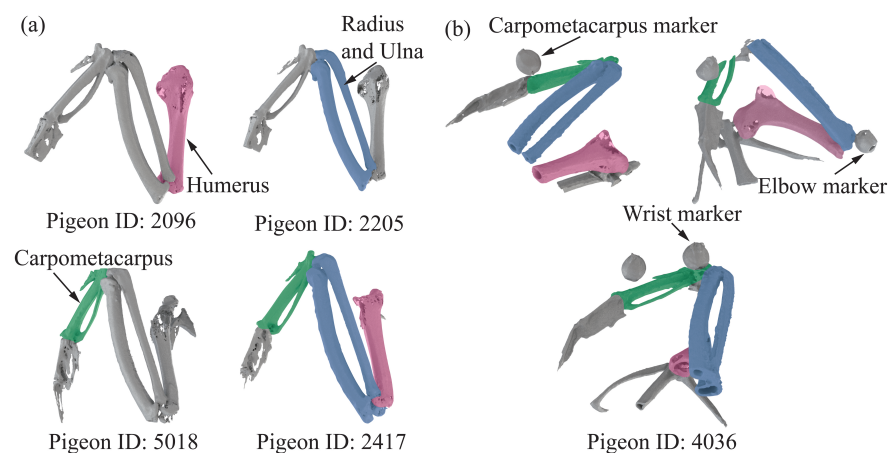 (a)
Radius
and Ulna
Humerus
Pigeon ID: 2096
Pigeon ID: 2205
Carpometacarpus
Pigeon ID: 5018
Pigeon ID: 2417
(b)
Carpometacarpus marker
Elbow marker
Wrist marker
Pigeon ID: 4036